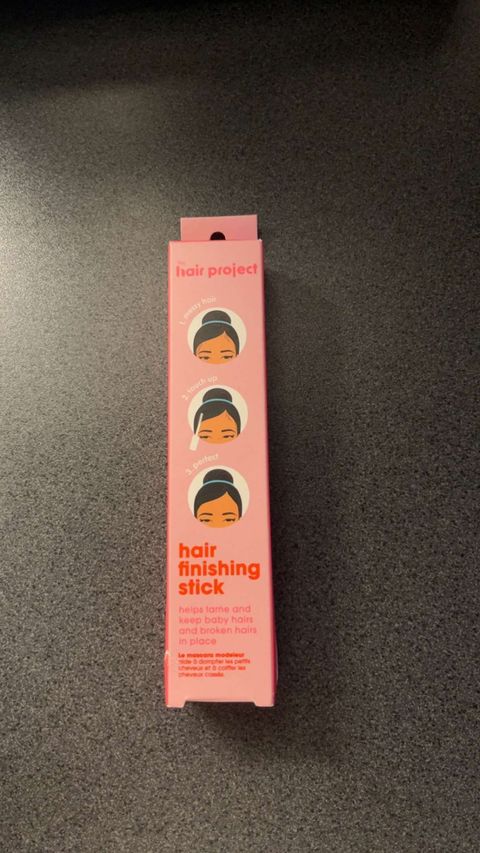 the
hair project
1. messy hair
2. touch up
3. perfect
hair
finishing
stick
helps tame and
keep baby hairs
and broken hairs
in place
Le mascara modeleur
aide à dompter les petits
cheveux et à coiffer les
cheveux cassés.